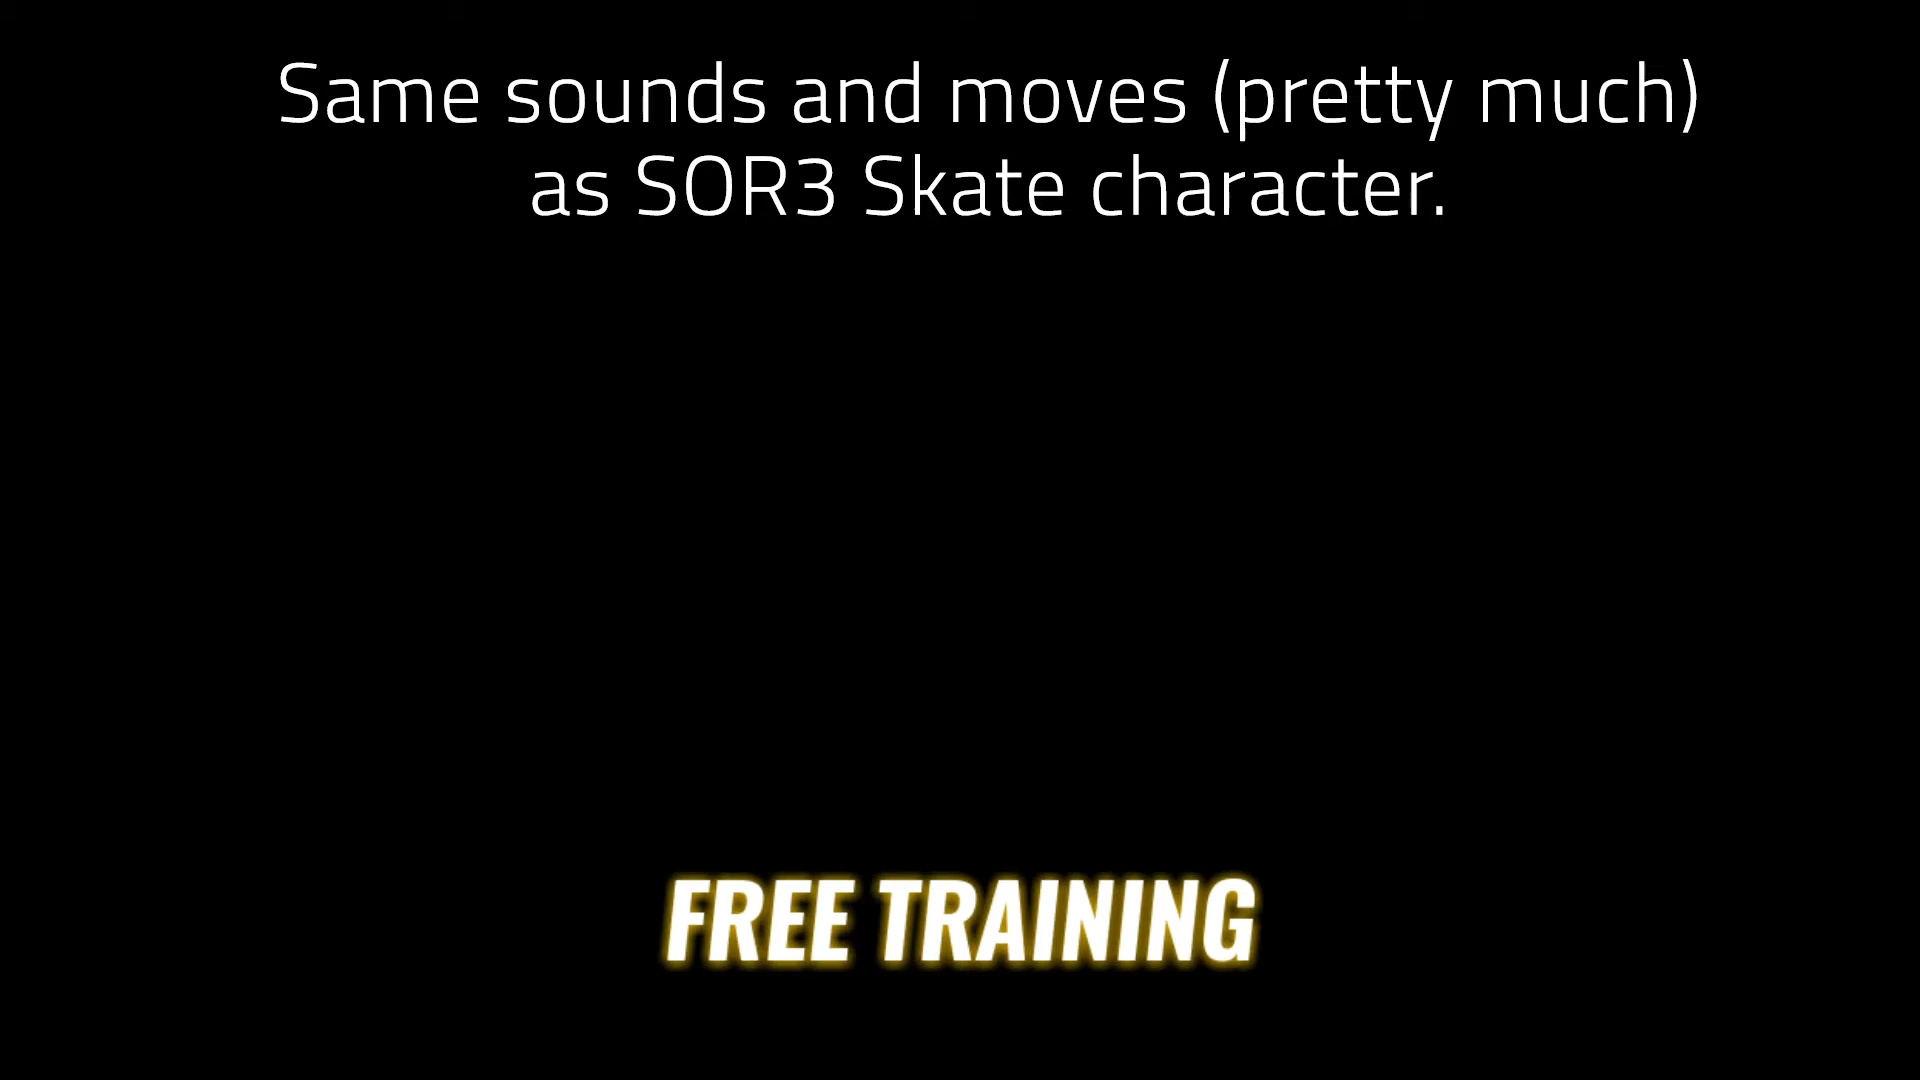 Same sounds and moves (pretty much)
as SOR3 Skate character.
FREE TRAINING